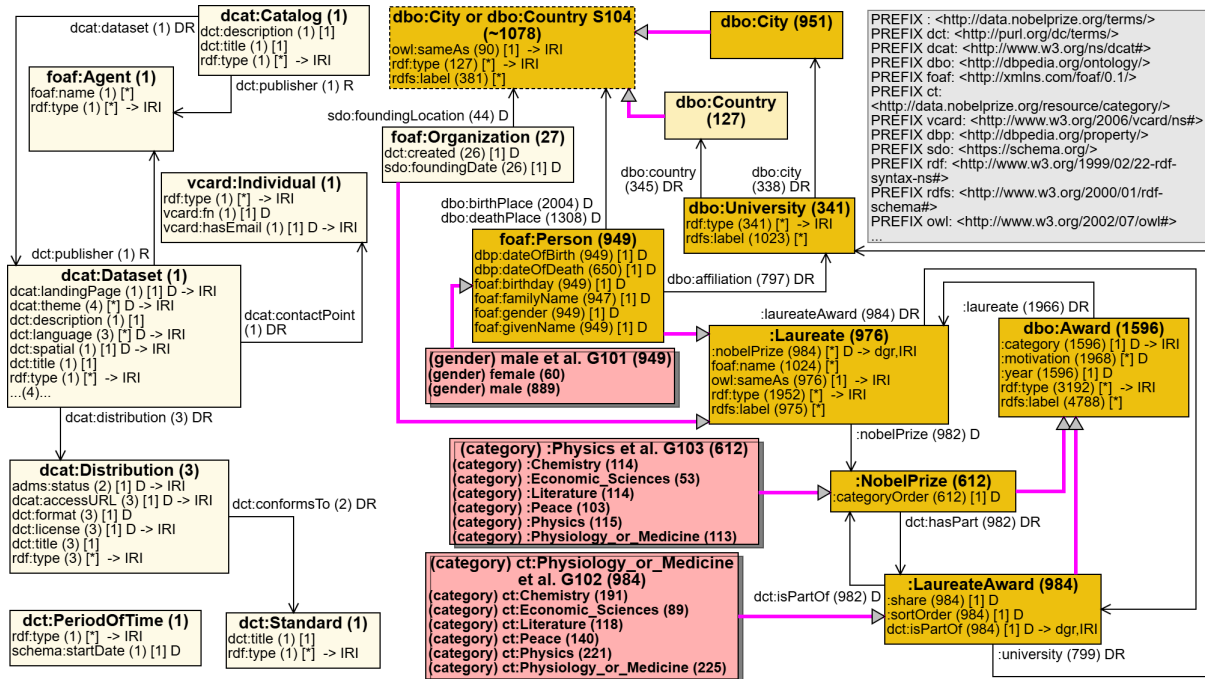 dcat:Catalog (1)
dct:description (1) [1]
dct:title (1) [1]
rdf:type (1) [*]  -> IRI
dcat:dataset (1) DR
dct:publisher (1) R
foaf:Agent (1)
foaf:name (1) [*]
rdf:type (1) [*]  -> IRI
vcard:Individual (1)
rdf:type (1) [*]  -> IRI
vcard:fn (1) [1] D
vcard:hasEmail (1) [1] D -> IRI
dct:publisher (1) R
dcat:Dataset (1)
dcat:landingPage (1) [1] D -> IRI
dcat:theme (4) [*] D -> IRI
dct:description (1) [1]
dct:language (3) [*] D -> IRI
dct:spatial (1) [1] D -> IRI
dct:title (1) [1]
rdf:type (1) [*]  -> IRI
...(4)...
dcat:contactPoint
(1) DR
dcat:distribution (3) DR
dcat:Distribution (3)
adms:status (2) [1] D -> IRI
dcat:accessURL (3) [1] D -> IRI
dct:format (3) [1] D
dct:license (3) [1] D -> IRI
dct:title (3) [1]
rdf:type (3) [*]  -> IRI
dct:conformsTo (2) DR
dct:PeriodOfTime (1)
rdf:type (1) [*]  -> IRI
schema:startDate (1) [1] D
dct:Standard (1)
dct:title (1) [1]
rdf:type (1) [*]  -> IRI
dbo:City or dbo:Country S104
(~1078)
owl:sameAs (90) [1]  -> IRI
rdf:type (127) [*]  -> IRI
rdfs:label (381) [*]
dbo:City (951)
dbo:Country
(127)
sdo:foundingLocation (44) D
foaf:Organization (27)
dct:created (26) [1] D
sdo:foundingDate (26) [1] D
dbo:country
(345) DR
dbo:city
(338) DR
dbo:birthPlace (2004) D
dbo:deathPlace (1308) D
dbo:University (341)
rdf:type (341) [*]  -> IRI
rdfs:label (1023) [*]
foaf:Person (949)
dbp:dateOfBirth (949) [1] D
dbp:dateOfDeath (650) [1] D
foaf:birthday (949) [1] D
foaf:familyName (947) [1] D
foaf:gender (949) [1] D
foaf:givenName (949) [1] D
dbo:affiliation (797) DR
(gender) male et al. G101 (949)
(gender) female (60)
(gender) male (889)
:laureateAward (984) DR
:laureate (1966) DR
:Laureate (976)
:nobelPrize (984) [*] D -> dgr,IRI
foaf:name (1024) [*]
owl:sameAs (976) [1]  -> IRI
rdf:type (1952) [*]  -> IRI
rdfs:label (975) [*]
dbo:Award (1596)
:category (1596) [1] D -> IRI
:motivation (1968) [*] D
:year (1596) [1] D
rdf:type (3192) [*]  -> IRI
rdfs:label (4788) [*]
:nobelPrize (982) D
(category) :Physics et al. G103 (612)
(category) :Chemistry (114)
(category) :Economic_Sciences (53)
(category) :Literature (114)
(category) :Peace (103)
(category) :Physics (115)
(category) :Physiology_or_Medicine (113)
:NobelPrize (612)
:categoryOrder (612) [1] D
dct:hasPart (982) DR
(category) ct:Physiology_or_Medicine
et al. G102 (984)
(category) ct:Chemistry (191)
(category) ct:Economic_Sciences (89)
(category) ct:Literature (118)
(category) ct:Peace (140)
(category) ct:Physics (221)
(category) ct:Physiology_or_Medicine (225)
dct:isPartOf (982) D
:LaureateAward (984)
:share (984) [1] D
:sortOrder (984) [1] D
dct:isPartOf (984) [1] D -> dgr,IRI
:university (799) DR
PREFIX : <http://data.nobelprize.org/terms/>
PREFIX dct: <http://purl.org/dc/terms/>
PREFIX dcat: <http://www.w3.org/ns/dcat#>
PREFIX dbo: <http://dbpedia.org/ontology/>
PREFIX foaf: <http://xmlns.com/foaf/0.1/>
PREFIX ct:
<http://data.nobelprize.org/resource/category/>
PREFIX vcard: <http://www.w3.org/2006/vcard/ns#>
PREFIX dbp: <http://dbpedia.org/property/>
PREFIX sdo: <https://schema.org/>
PREFIX rdf: <http://www.w3.org/1999/02/22-rdf-
syntax-ns#>
PREFIX rdfs: <http://www.w3.org/2000/01/rdf-
schema#>
PREFIX owl: <http://www.w3.org/2002/07/owl#>
...